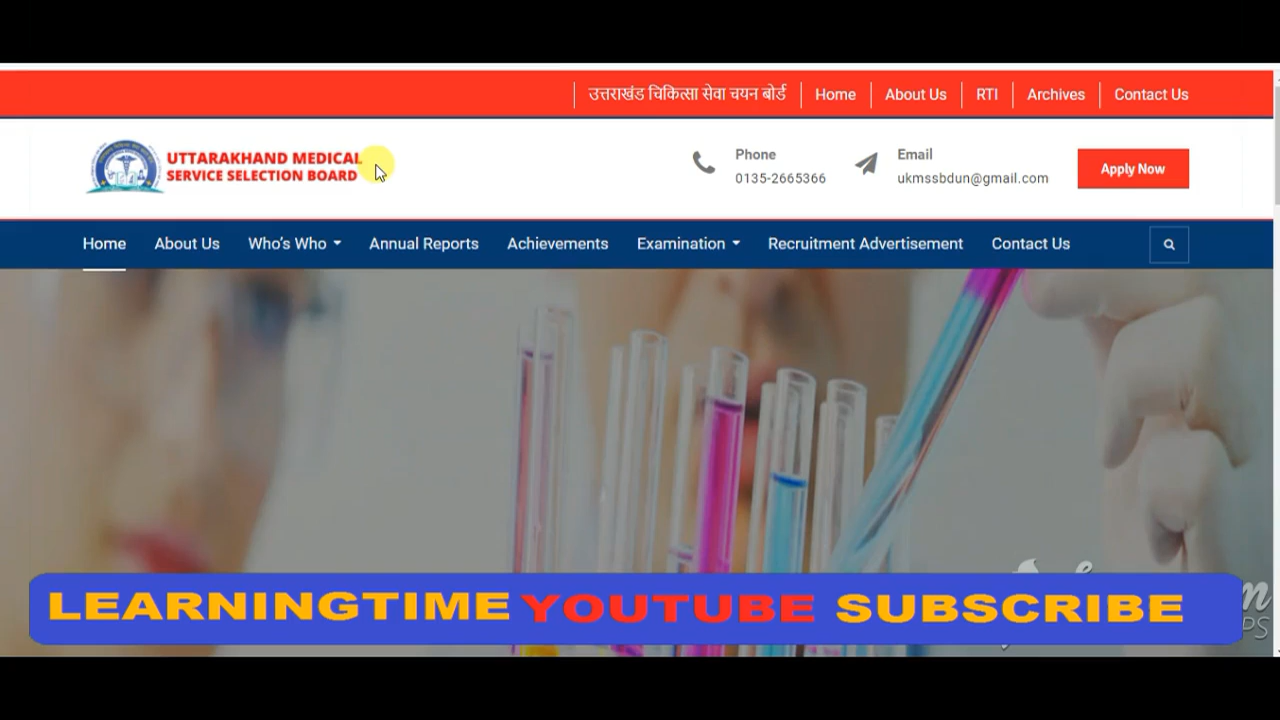 उत्तराखंड चिकित्सा सेवा चयन बोर्ड Home About Us RTI Archives Contact Us
UTTARAKHAND MEDICAL
SERVICE SELECTION BOARD
Phone
0135-2665366
Email
ukmssbdun@gmail.com
Apply Now
Home About Us Who's Who Annual Reports Achievements Examination Recruitment Advertisement Contact Us
LEARNINGTIME YOUTUBE SUBSCRIBE